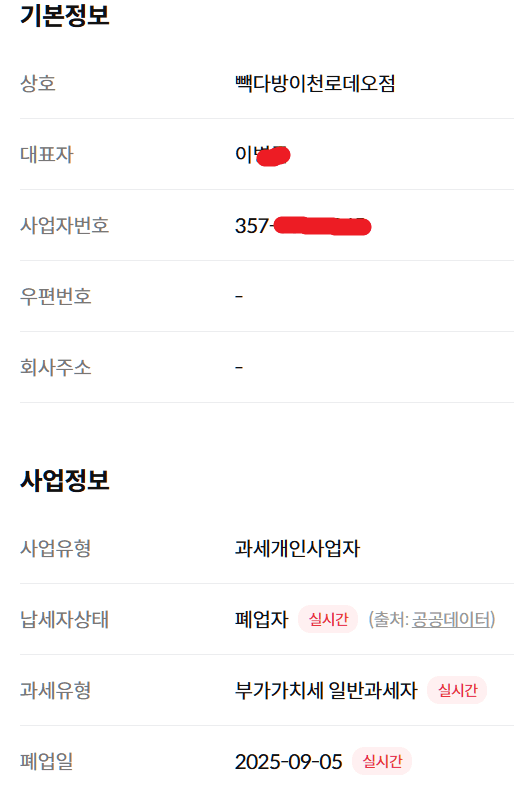 기본정보
상호 빽다방이천로데오점
대표자 이
사업자번호 357-
우편번호 -
회사주소 -
사업정보
사업유형 과세개인사업자
납세자상태 폐업자 실시간 (출처: 공공데이터)
과세유형 부가가치세 일반과세자 실시간
폐업일 2025-09-05 실시간